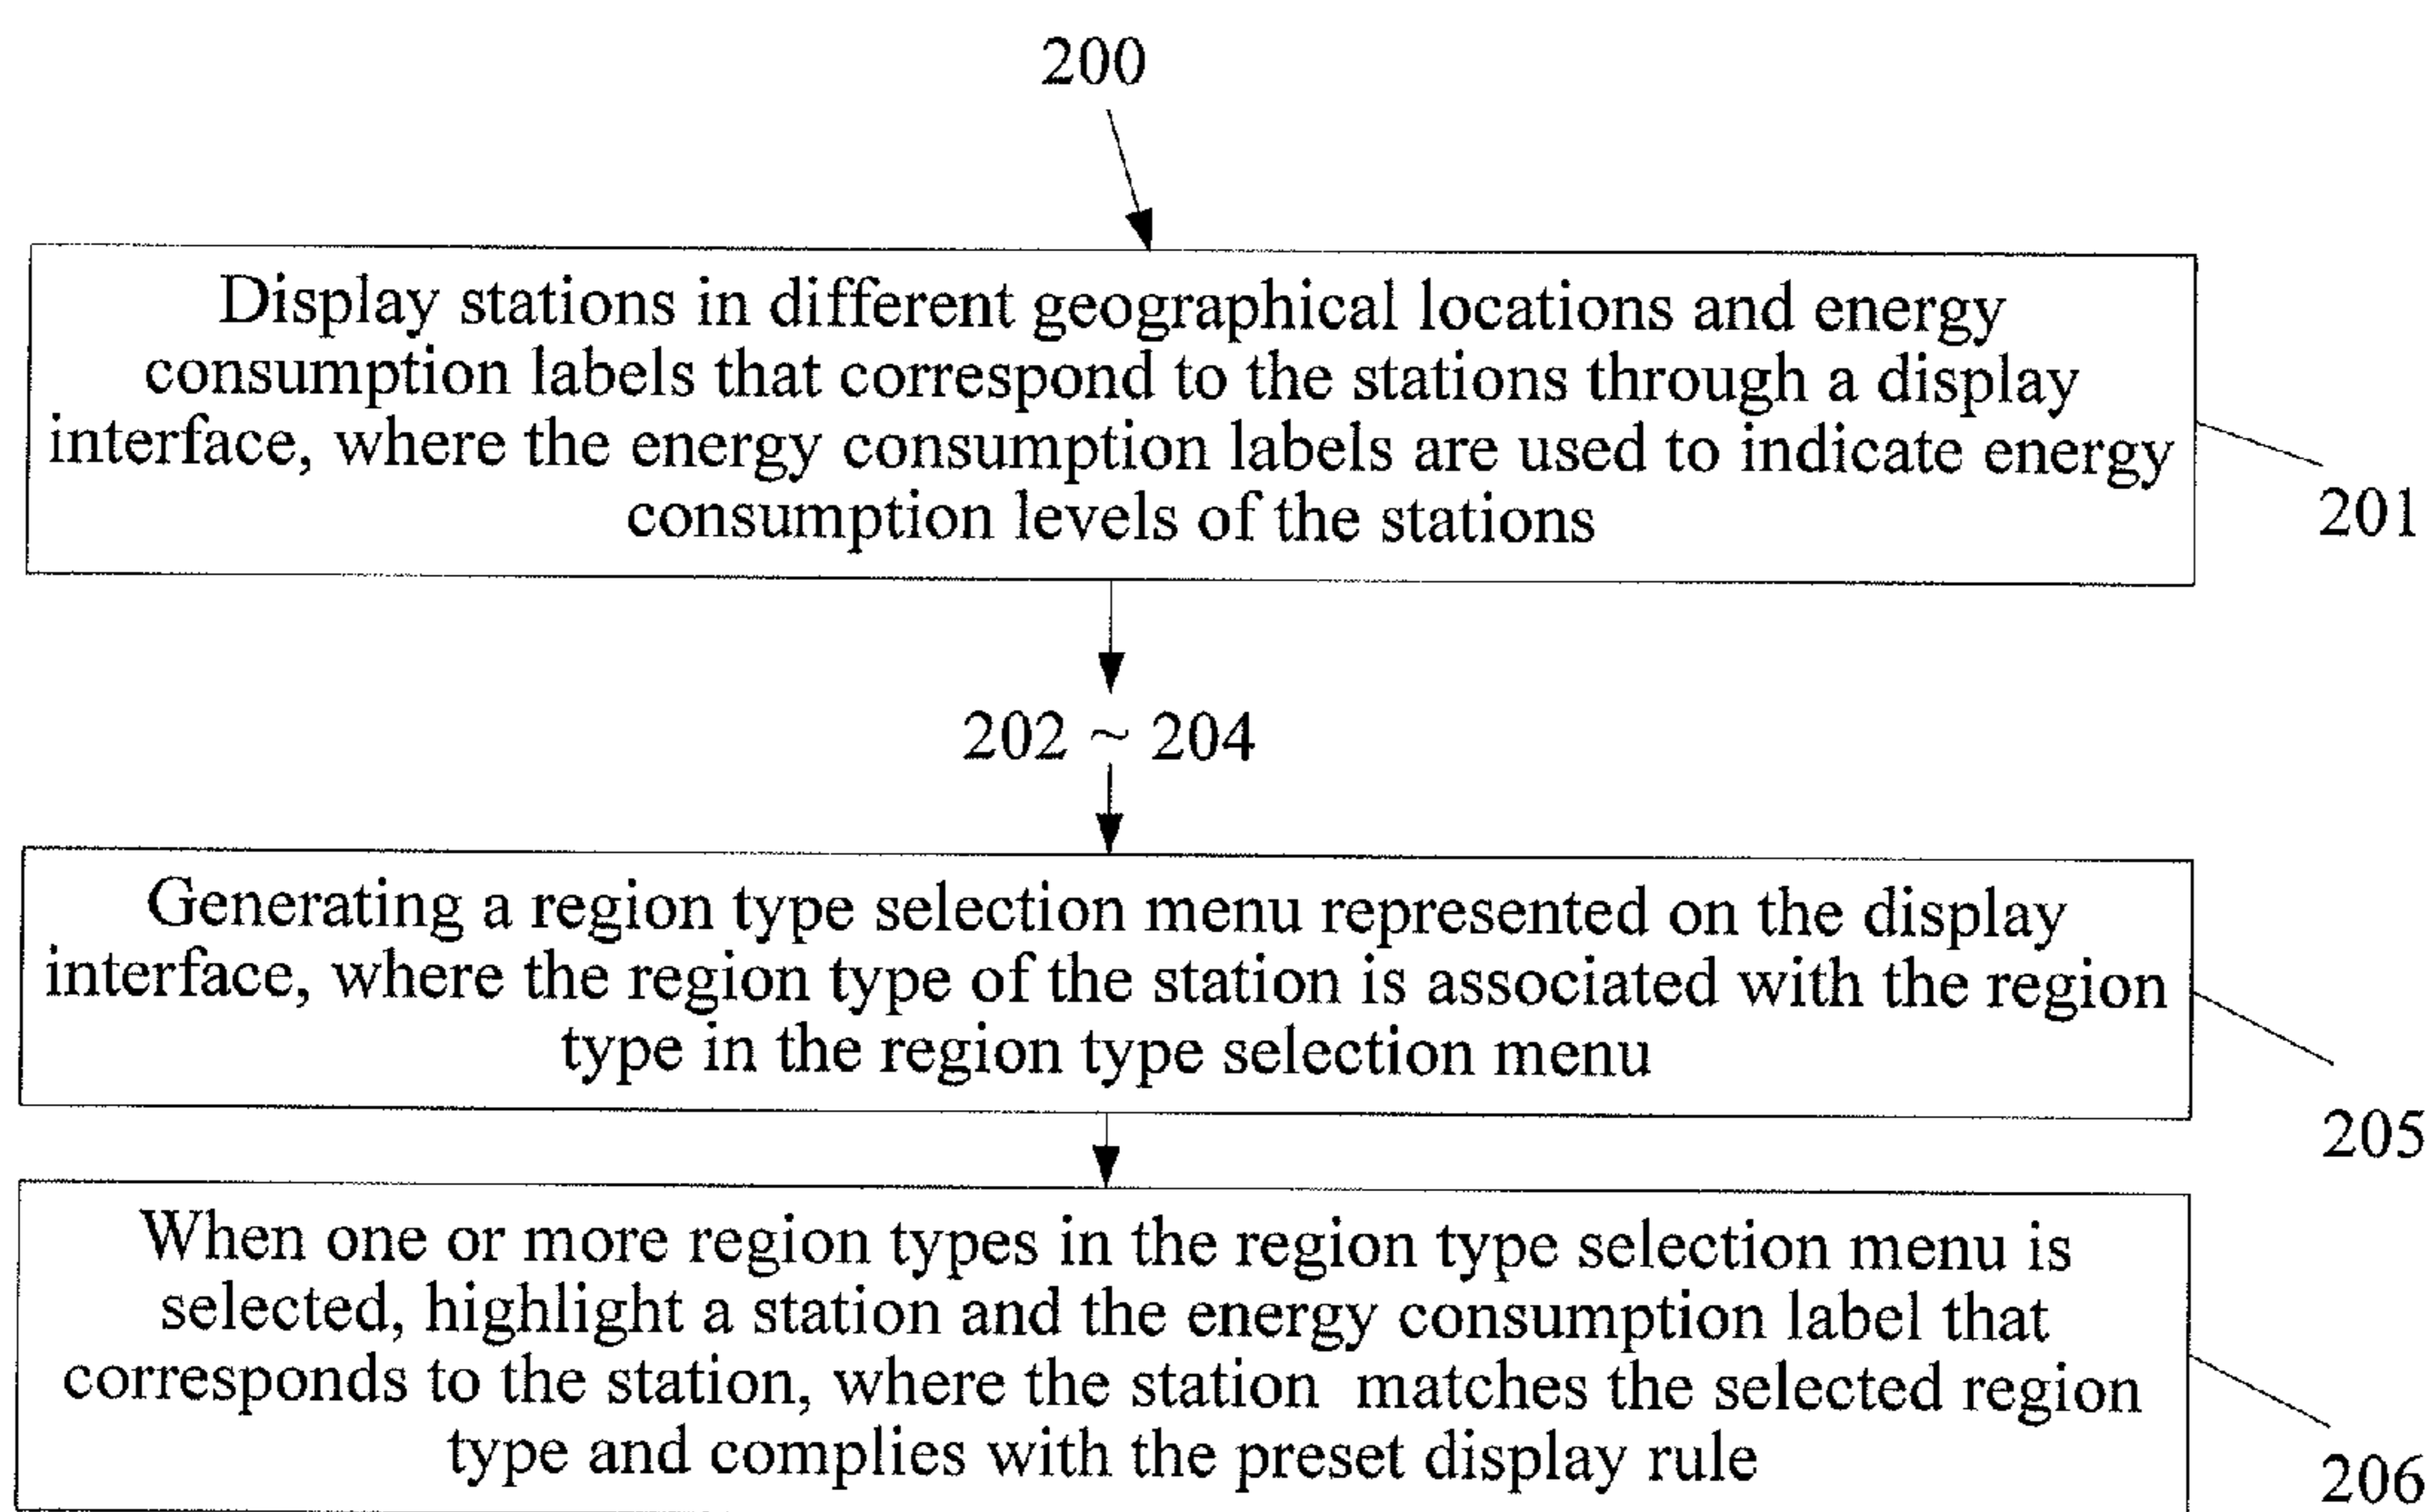 200
Display stations in different geographical locations and energy
consumption labels that correspond to the stations through a display
interface, where the energy consumption labels are used to indicate energy
consumption levels of the stations
201
202 ~ 204
Generating a region type selection menu represented on the display
interface, where the region type of the station is associated with the region
type in the region type selection menu
205
When one or more region types in the region type selection menu is
selected, highlight a station and the energy consumption label that
corresponds to the station, where the station matches the selected region
type and complies with the preset display rule
206